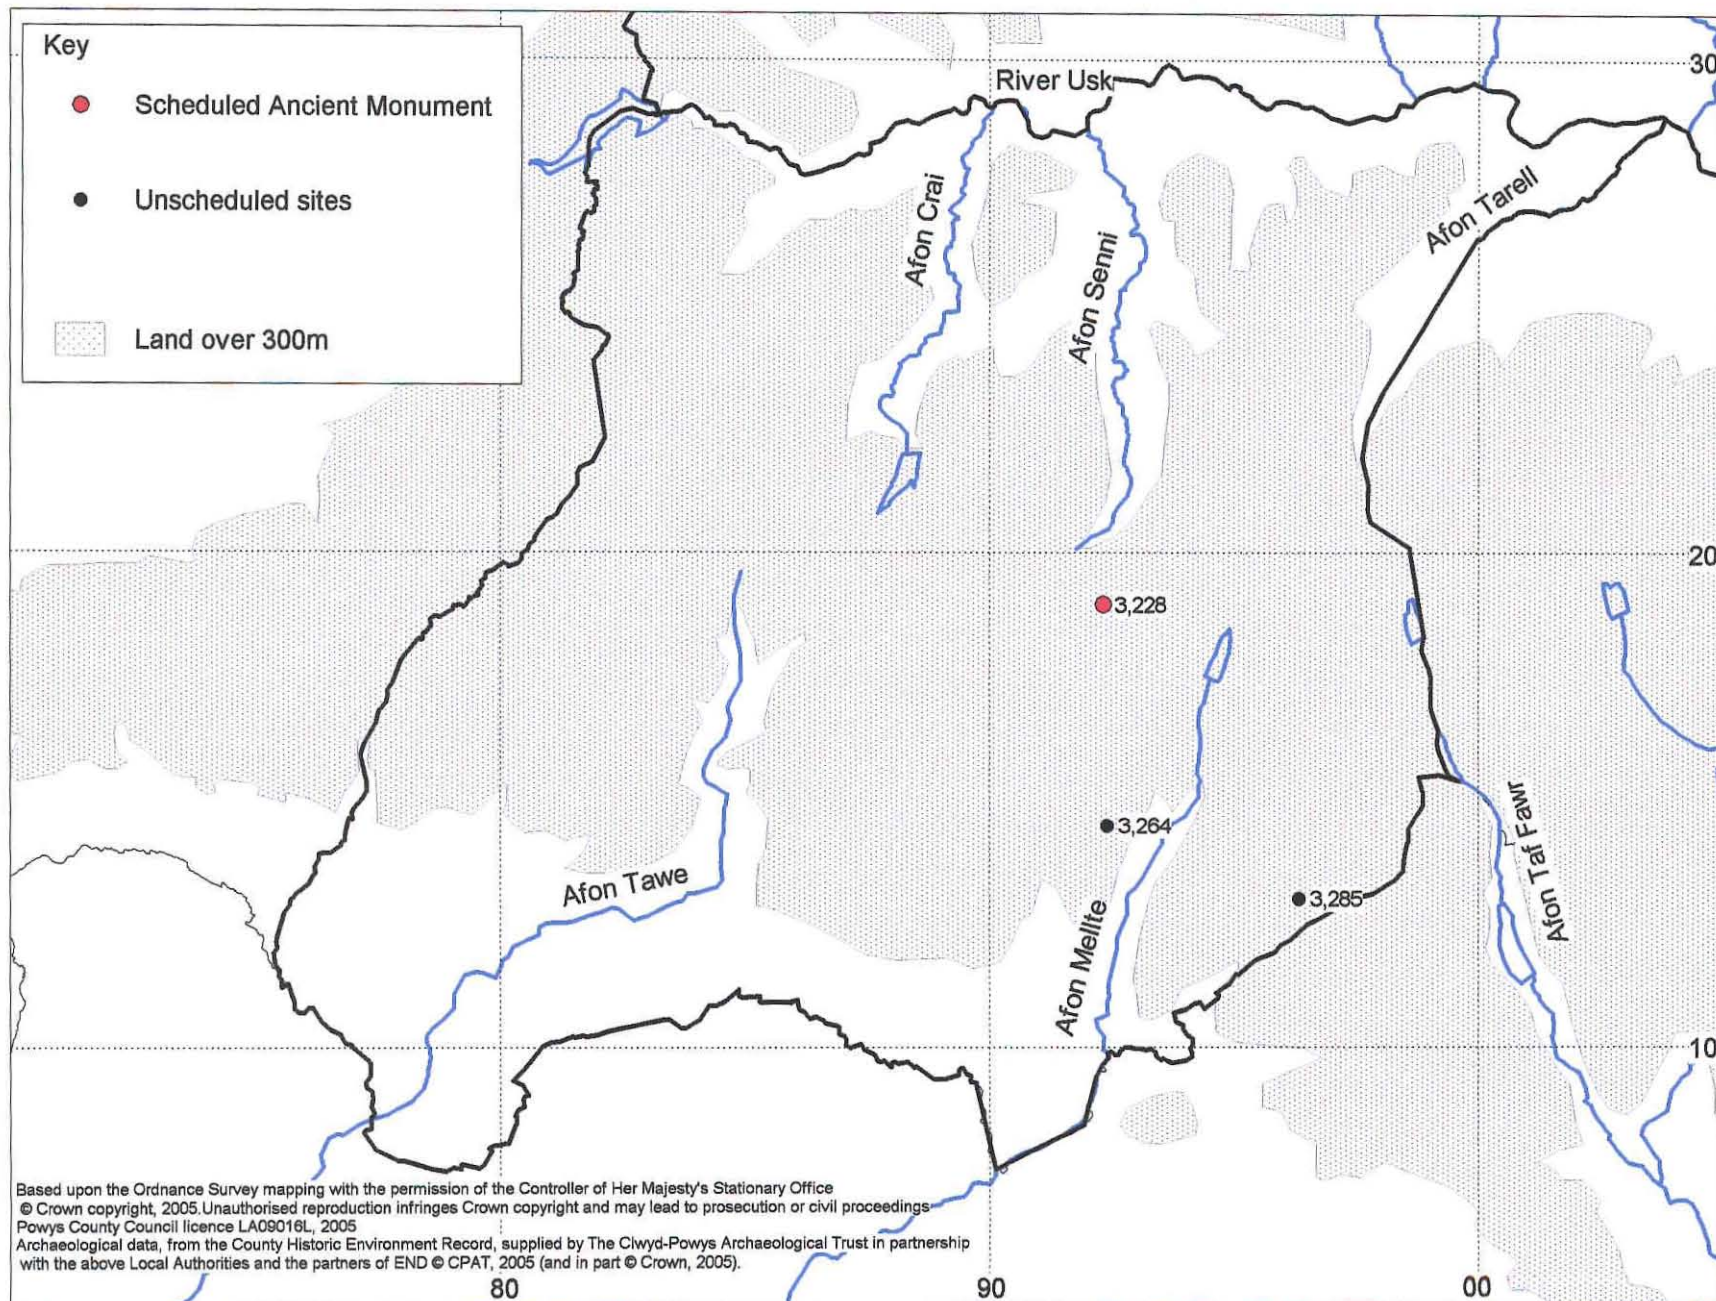 Key
Scheduled Ancient Monument
Unscheduled sites
Land over 300m
River Usk
30
Afon Crai
Afon Senni
Afon Tarell
20
3,228
3,264
3,285
Afon Tawe
Afon Mellte
Afon Taf Fawr
10
Based upon the Ordnance Survey mapping with the permission of the Controller of Her Majesty's Stationary Office
© Crown copyright, 2005.Unauthorised reproduction infringes Crown copyright and may lead to prosecution or civil proceedings
Powys County Council licence LA09016L, 2005
Archaeological data, from the County Historic Environment Record, supplied by The Clwyd-Powys Archaeological Trust in partnership
with the above Local Authorities and the partners of END © CPAT, 2005 (and in part © Crown, 2005).
80
90
00